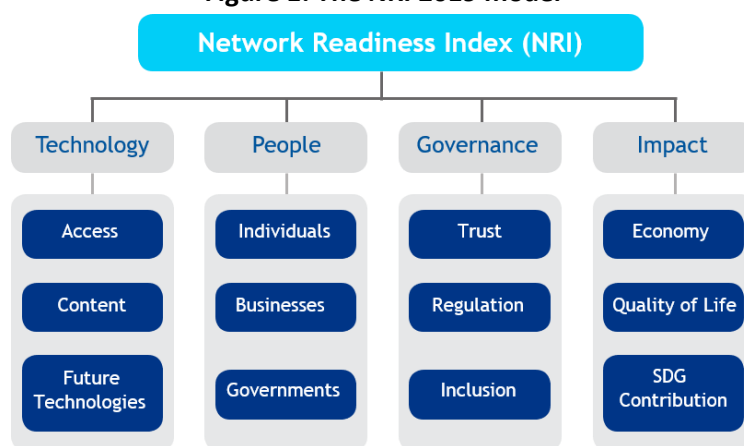 Network Readiness Index (NRI)
Technology
People
Governance
Impact
Access
Individuals
Trust
Economy
Content
Businesses
Regulation
Quality of Life
Future
Technologies
Governments
Inclusion
SDG
Contribution